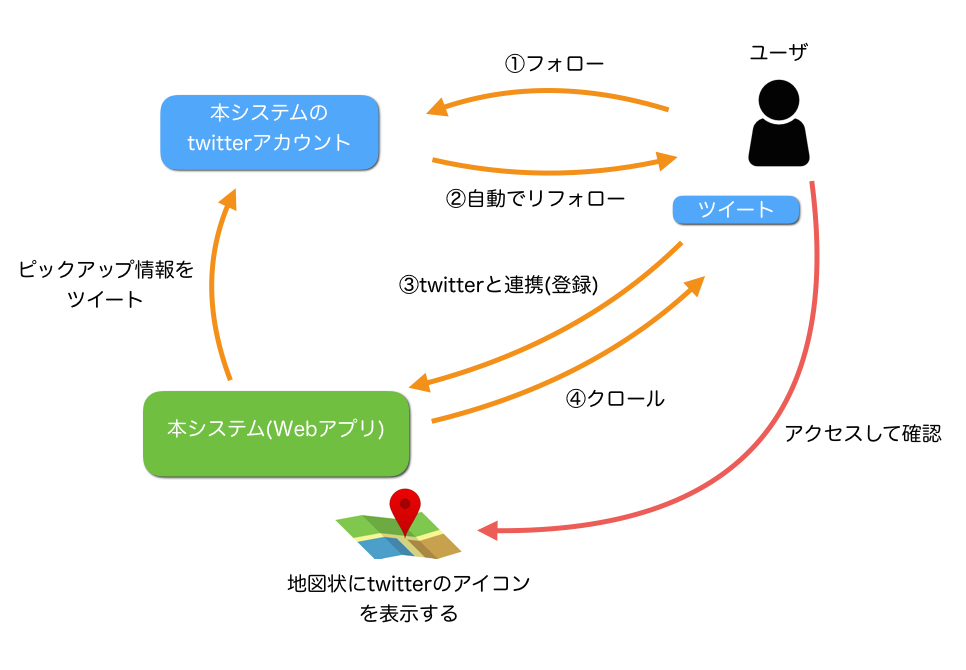 ユーザ
①フォロー
本システムの
twitterアカウント
②自動でリフォロー
ツイート
ピックアップ情報を
ツイート
③twitterと連携(登録)
④クロール
本システム(Webアプリ)
アクセスして確認
地図状にtwitterのアイコン
を表示する